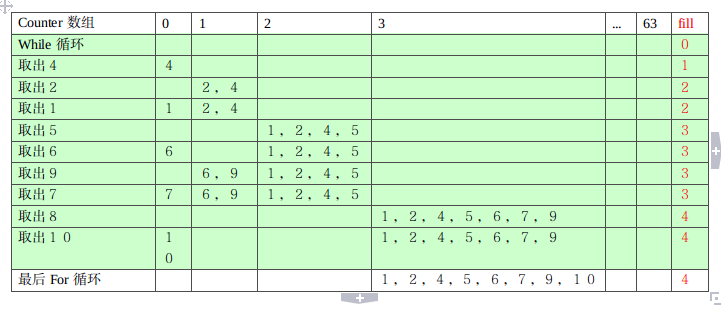 Counter 数组 0 1 2 3 ... 63 fill
While 循环 0
取出４ ４ 1
取出２ ２，４ 2
取出１ １ ２，４ 2
取出５ １，２，４，５ 3
取出６ ６ １，２，４，５ 3
取出９ ６，９ １，２，４，５ 3
取出７ ７ ６，９ １，２，４，５ 3
取出８ １，２，４，５，６，７，９ 4
取出１０ １ １，２，４，５，６，７，９ 4
０
最后 For 循环 １，２，４，５，６，７，９，１０ 4